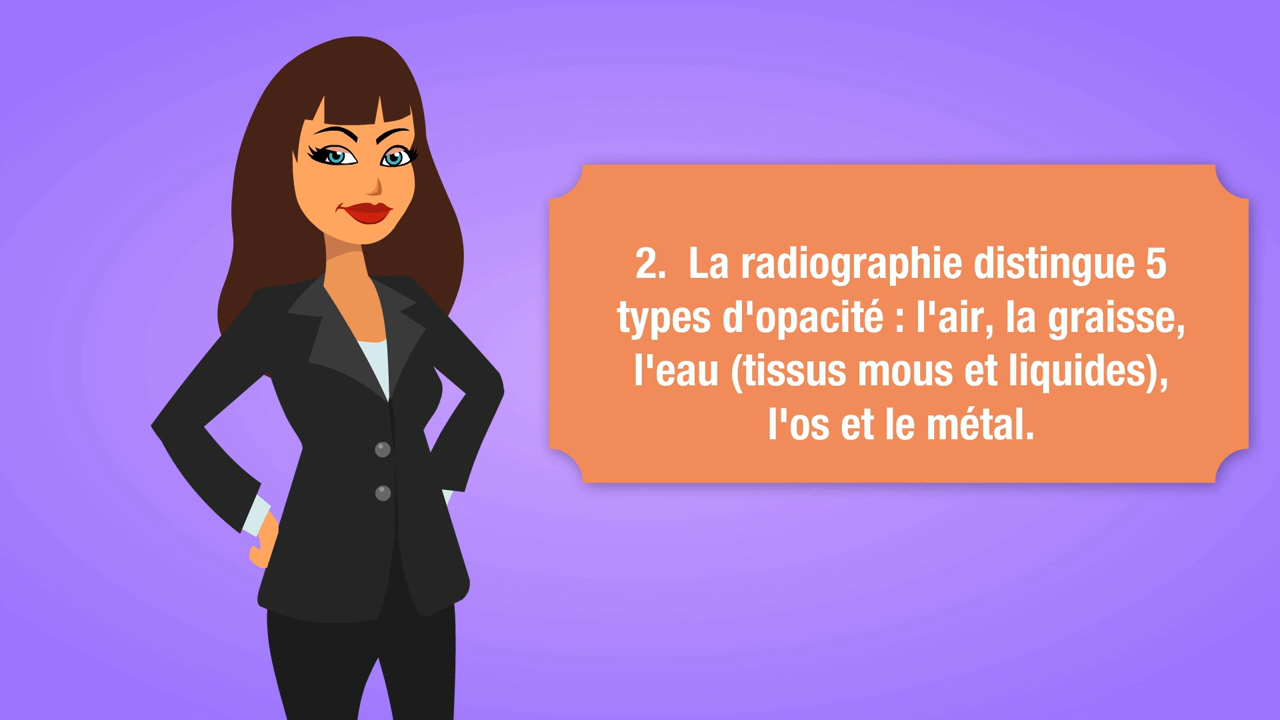 2.  La radiographie distingue 5
types d'opacité : l'air, la graisse,
l'eau (tissus mous et liquides),
l'os et le métal.